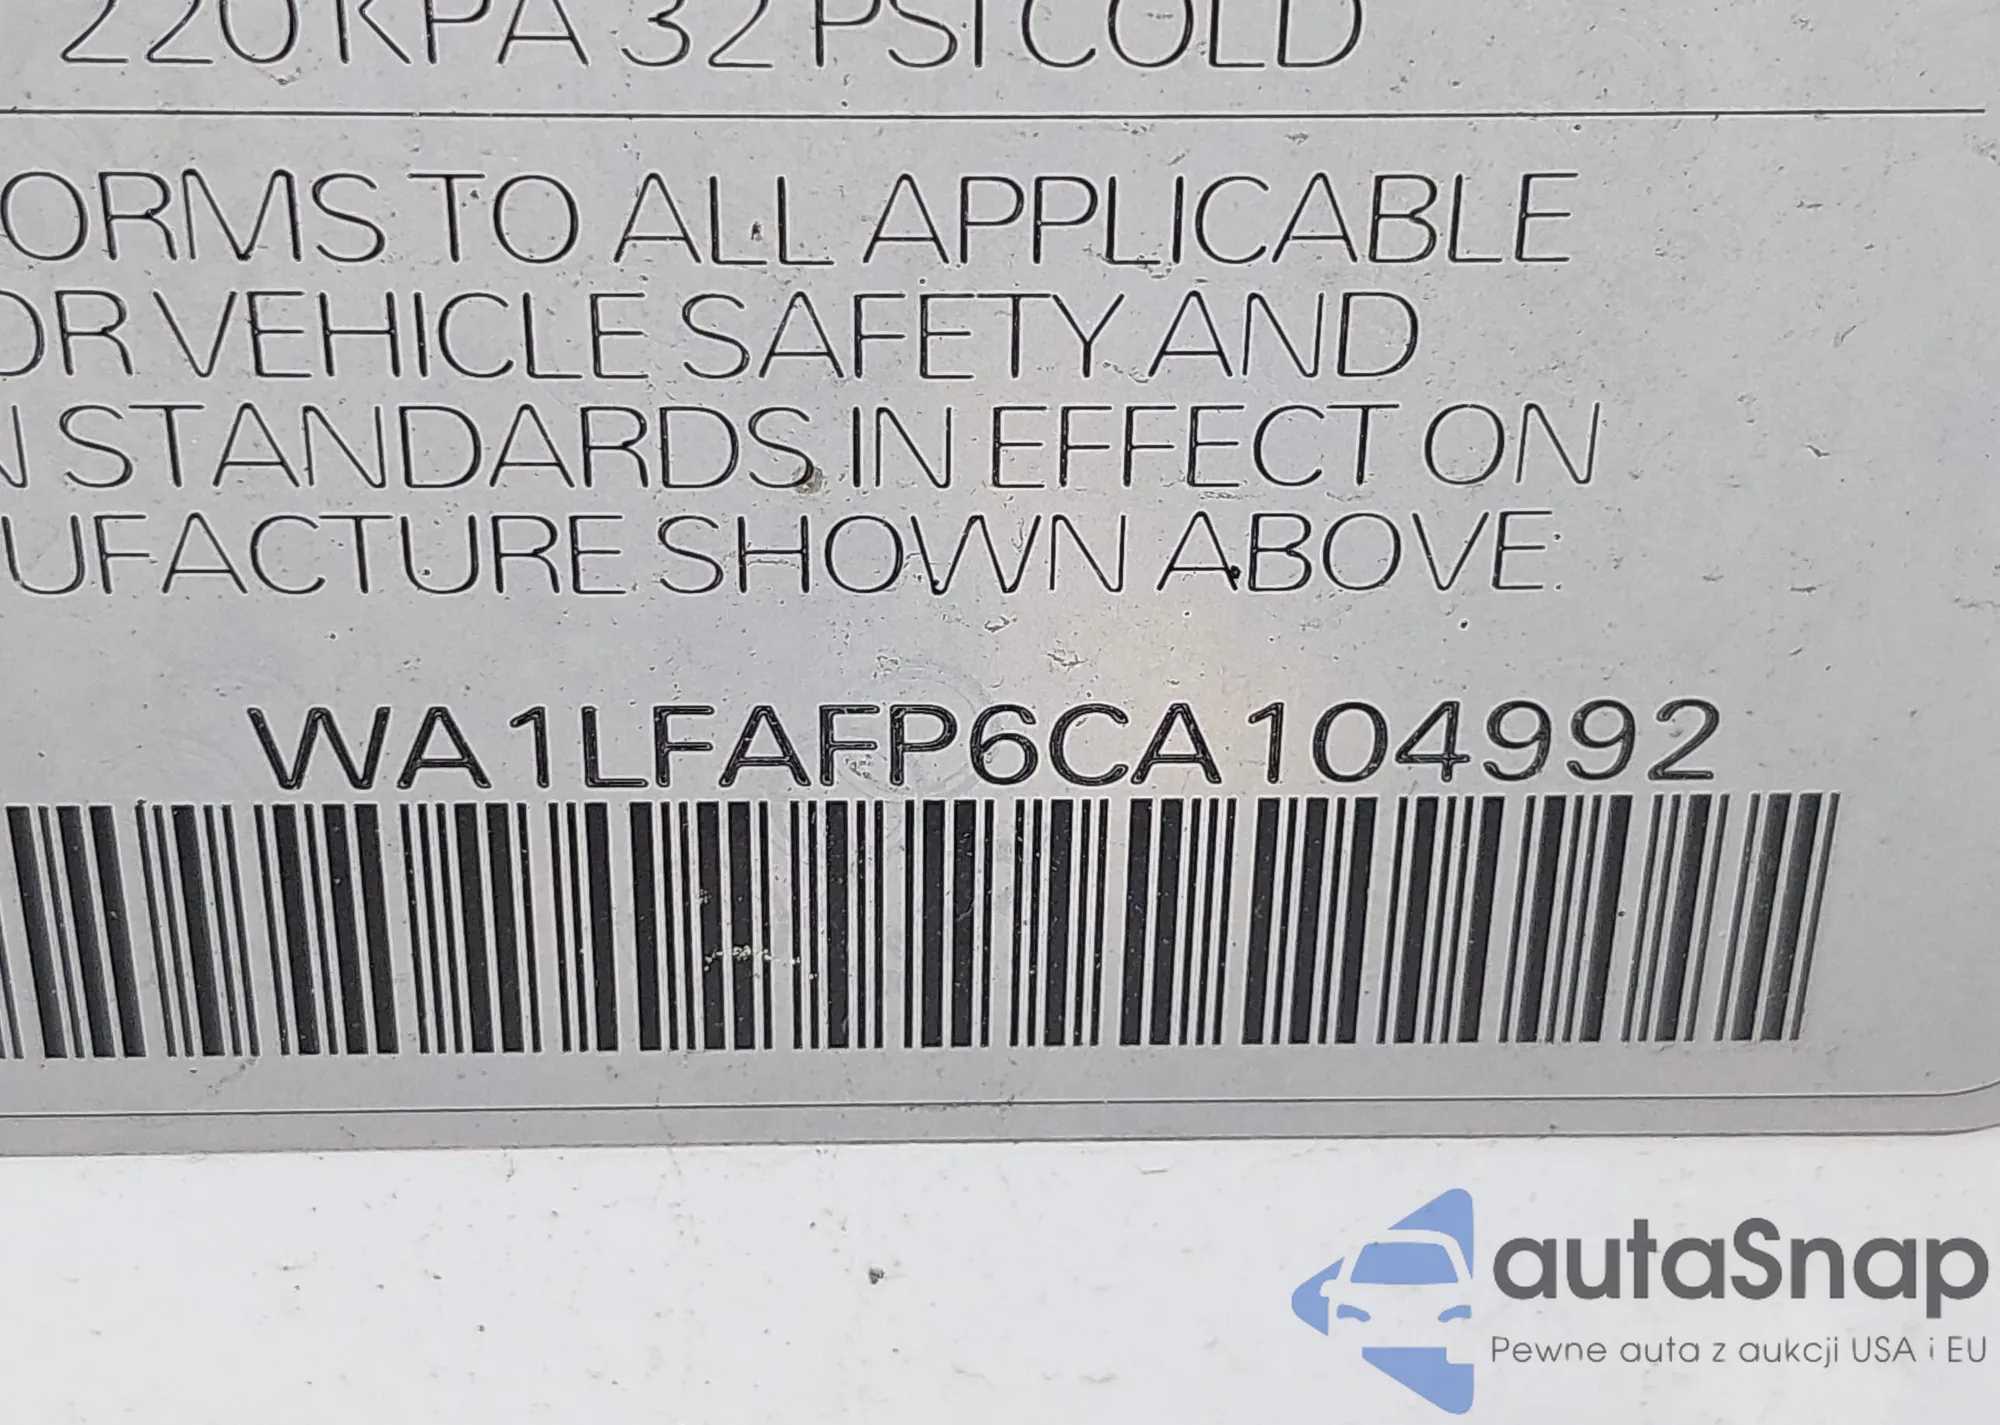 220 KPA 32 PSI COLD
ORMS TO ALL APPLICABLE
OR VEHICLE SAFETY AND
N STANDARDS IN EFFECT ON
UFACTURE SHOWN ABOVE.
WA1LFAFP6CA104992
autaSnap
Pewne auta z aukcji USA i EU